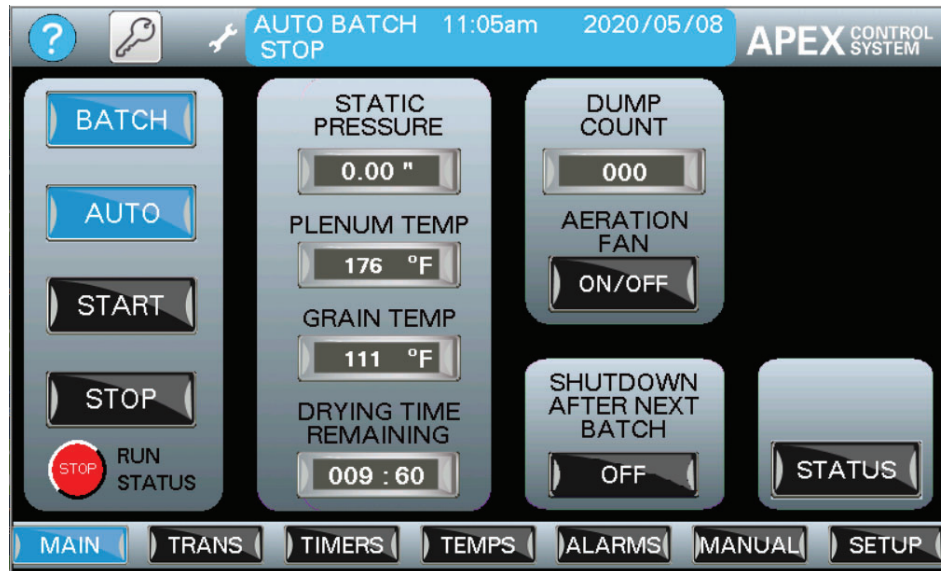 ?
AUTO BATCH 11:05am 2020/05/08
STOP
APEX CONTROL
SYSTEM
BATCH
AUTO
START
STOP
STOP
RUN
STATUS
STATIC
PRESSURE
0.00 "
PLENUM TEMP
176 °F
GRAIN TEMP
111 °F
DRYING TIME
REMAINING
009 : 60
DUMP
COUNT
000
AERATION
FAN
ON/OFF
SHUTDOWN
AFTER NEXT
BATCH
OFF
STATUS
MAIN TRANS TIMERS TEMPS ALARMS MANUAL SETUP